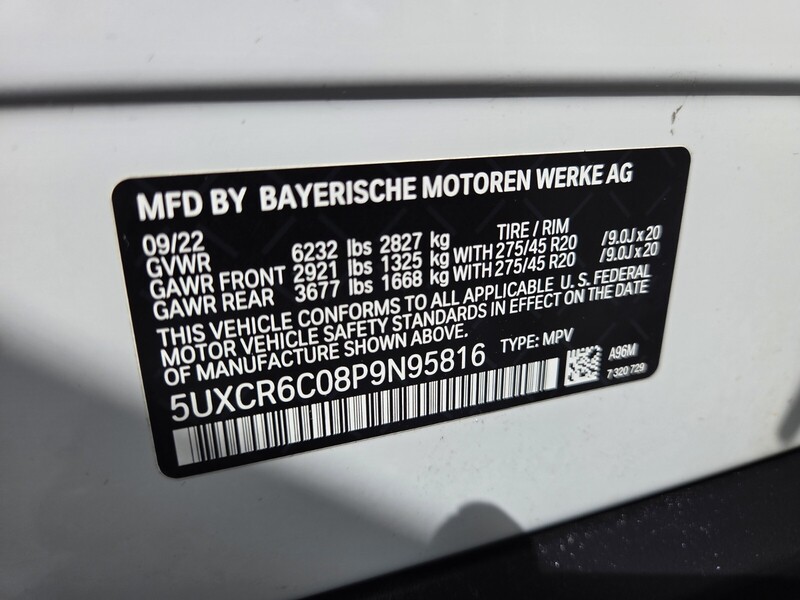 MFD BY BAYERISCHE MOTOREN WERKE AG
09/22 TIRE / RIM
GVWR 6232 lbs 2827 kg
GAWR FRONT 2921 lbs 1325 kg WITH 275/45 R20 /9.0J x 20
GAWR REAR 3677 lbs 1668 kg WITH 275/45 R20 /9.0J x 20
THIS VEHICLE CONFORMS TO ALL APPLICABLE U. S. FEDERAL
MOTOR VEHICLE SAFETY STANDARDS IN EFFECT ON THE DATE
OF MANUFACTURE SHOWN ABOVE.
5UXCR6C08P9N95816 TYPE: MPV
A96M
7 320 729